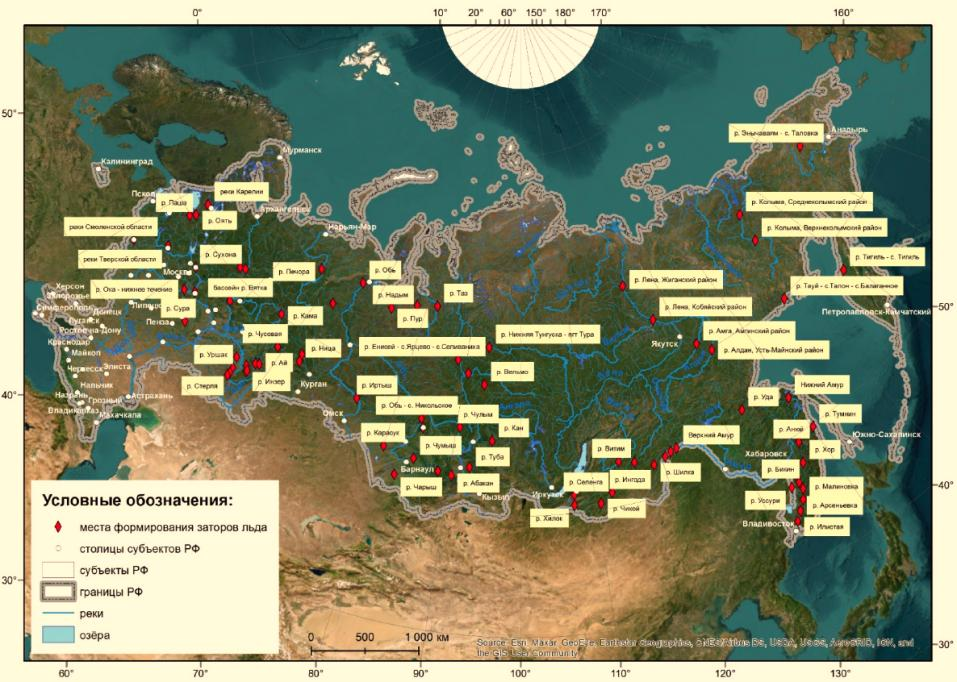 0° 10° 20° 60° 150° 180° 170° 160°
50°
Анадырь
р. Энычаваям - с. Таловка
Мурманск
Калининград
реки Карелии
р. Паша
р. Оять
Архангельск
Нарьян-Мар
р. Колыма, Среднеколымский район
р. Колыма, Верхнеколымский район
реки Смоленской области
реки Тверской области
р. Сухона
Москва
р. Печора
р. Обь
р. Тигиль - с. Тигиль
р. Тауй - с. Талон - с. Балаганное
р. Лена, Жиганский район
р. Ока - нижнее течение
бассейн р. Вятка
р. Надым
р. Таз
50°
50°
Херсон
Запорожье
Симферополь
Донецк
Луганск
Липецк
р. Сура
р. Кама
р. Пур
р. Лена, Кобяйский район
Петропавловск-Камчатский
Ростов-на-Дону
Пенза
р. Чусовая
р. Нижняя Тунгуска - пгт Тура
р. Амга, Амгинский район
Якутск
Краснодар
Майкоп
р. Уршак
р. Ай
р. Ница
р. Енисей - с.Ярцево - с.Селиваниха
р. Алдан, Усть-Майнский район
Черкесск
Элиста
р. Вельмо
Нальчик
р. Стерля
р. Инзер
Курган
р. Иртыш
Нижний Амур
р. Уда
40°
40°
Назрань
Грозный
Астрахань
Владикавказ
Махачкала
Омск
р. Обь - с. Никольское
р. Чулым
р. Тумнин
р. Карасук
р. Кан
Верхний Амур
р. Анюй
Южно-Сахалинск
р. Чумыш
р. Витим
Хабаровск
р. Хор
р. Туба
Барнаул
р. Бикин
р. Чарыш
р. Абакан
Кызыл
Иркутск
р. Селенга
р. Ингода
р. Шилка
р. Малиновка
р. Уссури
р. Арсеньевка
р. Хилок
р. Чикой
Владивосток
р. Илистая
Условные обозначения:
места формирования заторов льда
столицы субъектов РФ
субъекты РФ
границы РФ
реки
озёра
30°
30°
0 500 1 000 км
Source: Esri, Maxar, GeoEye, Earthstar Geographics, CNES/Airbus DS, USDA, USGS, AeroGRID, IGN, and
the GIS User Community
60° 70° 80° 90° 100° 110° 120° 130°